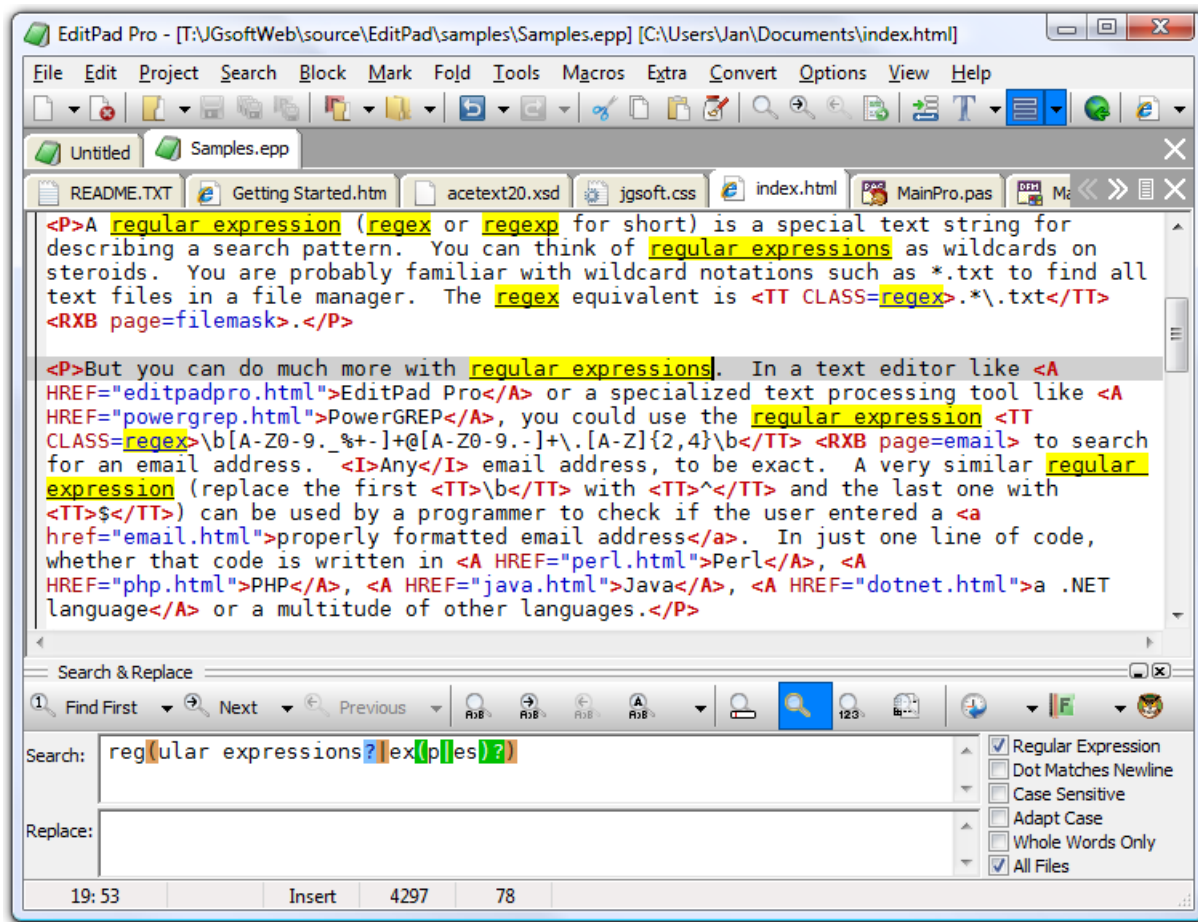 EditPad Pro - [T:\JGsoftWeb\source\EditPad\samples\Samples.epp] [C:\Users\Jan\Documents\index.html]
File Edit Project Search Block Mark Fold Tools Macros Extra Convert Options View Help
Untitled Samples.epp
README.TXT Getting Started.htm acetext20.xsd jgsoft.css index.html MainPro.pas
<P>A regular expression (regex or regexp for short) is a special text string for
describing a search pattern.  You can think of regular expressions as wildcards on
steroids.  You are probably familiar with wildcard notations such as *.txt to find all
text files in a file manager.  The regex equivalent is <TT CLASS=regex>.*\.txt</TT>
<RXB page=filemask>.</P>
<P>But you can do much more with regular expressions.  In a text editor like <A
HREF="editpadpro.html">EditPad Pro</A> or a specialized text processing tool like <A
HREF="powergrep.html">PowerGREP</A>, you could use the regular expression <TT
CLASS=regex>\b[A-Z0-9._%+-]+@[A-Z0-9.-]+\.[A-Z]{2,4}\b</TT> <RXB page=email> to search
for an email address.  <I>Any</I> email address, to be exact.  A very similar regular
expression (replace the first <TT>\b</TT> with <TT>^</TT> and the last one with
<TT>$</TT>) can be used by a programmer to check if the user entered a <a
href="email.html">properly formatted email address</a>.  In just one line of code,
whether that code is written in <A HREF="perl.html">Perl</A>, <A
HREF="php.html">PHP</A>, <A HREF="java.html">Java</A>, <A HREF="dotnet.html">a .NET
language</A> or a multitude of other languages.</P>
Search & Replace
Find First Next Previous
Search: reg(ular expressions?|ex(p|es)?)
Regular Expression
Dot Matches Newline
Case Sensitive
Replace:
Adapt Case
Whole Words Only
All Files
19: 53 Insert 4297 78